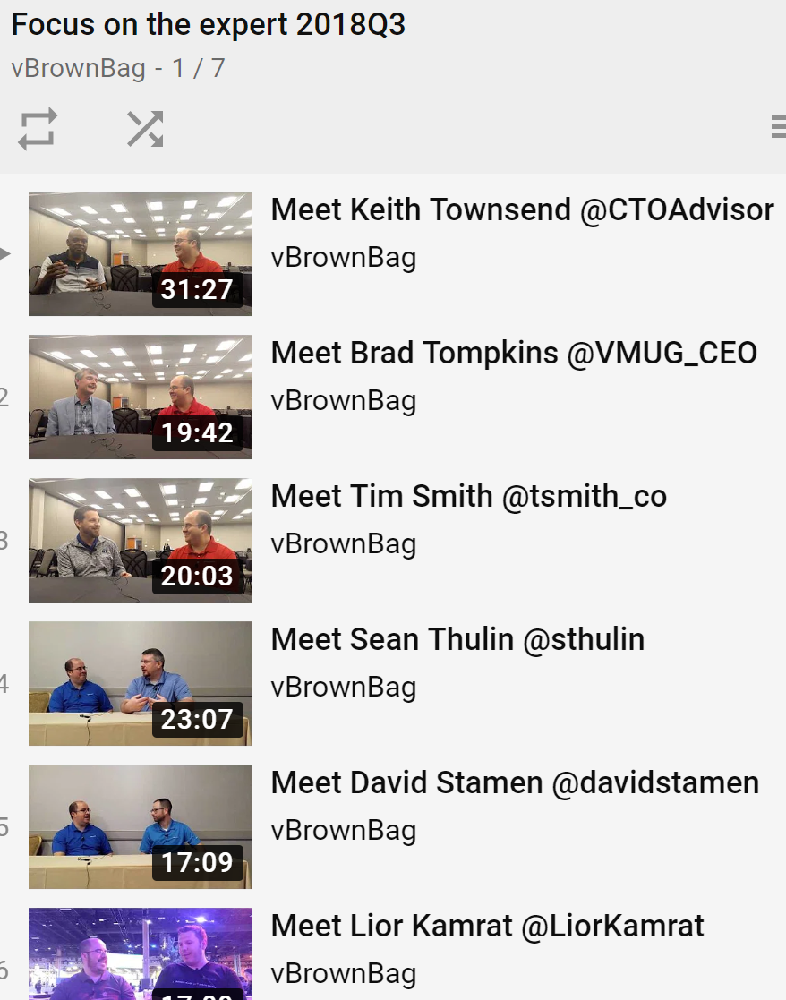 Focus on the expert 2018Q3
vBrownBag - 1 / 7
Meet Keith Townsend @CTOAdvisor
vBrownBag
31:27
2
Meet Brad Tompkins @VMUG_CEO
vBrownBag
19:42
3
Meet Tim Smith @tsmith_co
vBrownBag
20:03
4
Meet Sean Thulin @sthulin
vBrownBag
23:07
5
Meet David Stamen @davidstamen
vBrownBag
17:09
6
Meet Lior Kamrat @LiorKamrat
vBrownBag